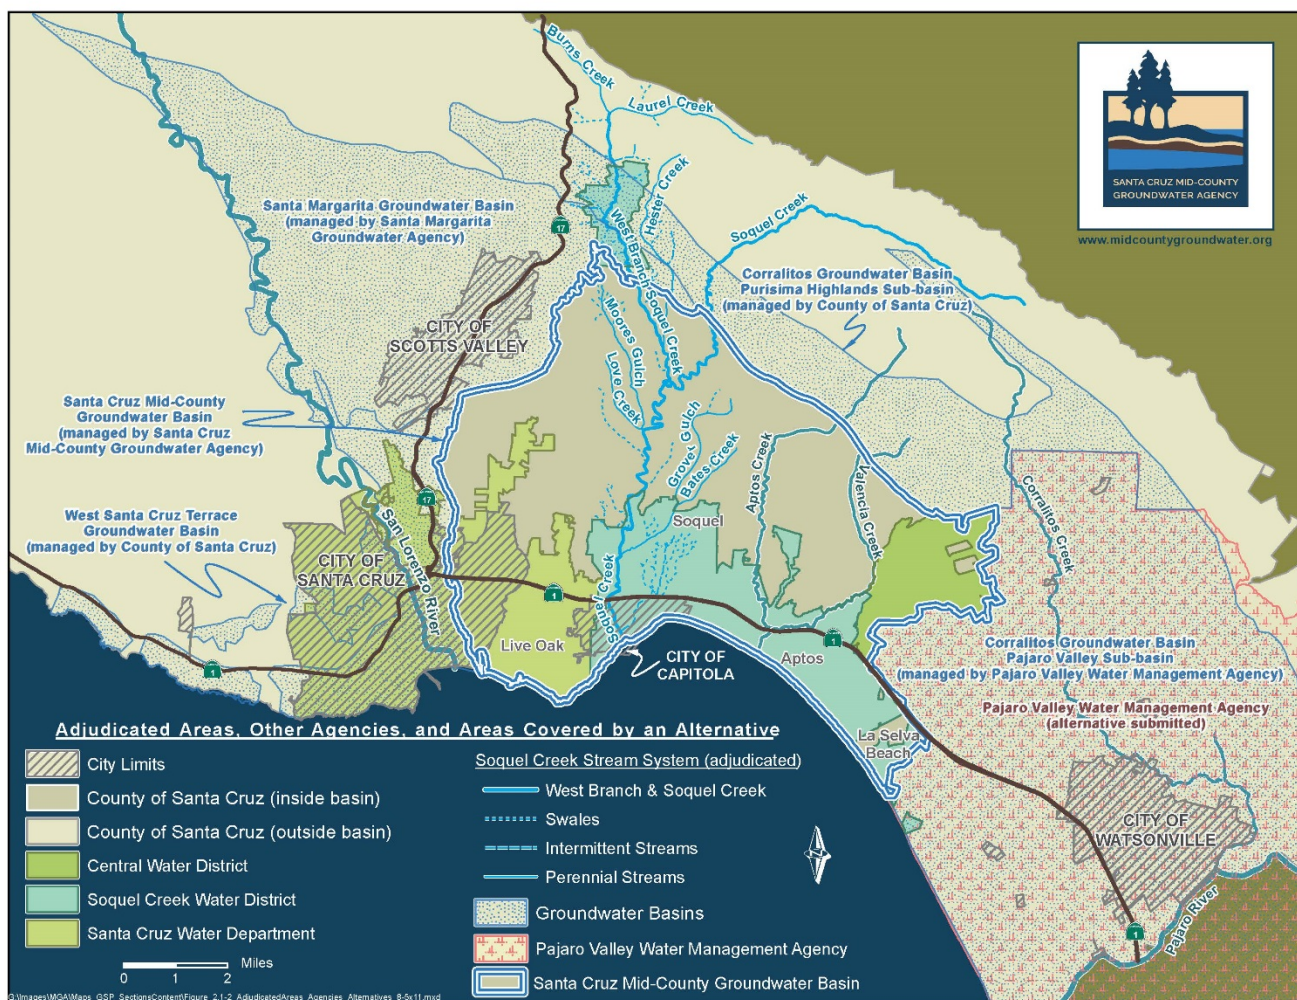 Burns Creek
Laurel Creek
Hester Creek
West Branch Soquel Creek
Soquel Creek
SANTA CRUZ MID-COUNTY
GROUNDWATER AGENCY
www.midcountygroundwater.org
Santa Margarita Groundwater Basin
(managed by Santa Margarita
Groundwater Agency)
17
Corralitos Groundwater Basin
Purisima Highlands Sub-basin
(managed by County of Santa Cruz)
CITY OF
SCOTTS VALLEY
Moores Gulch
Love Creek
Santa Cruz Mid-County
Groundwater Basin
(managed by Santa Cruz
Mid-County Groundwater Agency)
Grover Gulch
Bates Creek
Aptos Creek
Valencia Creek
Corralitos Creek
17
West Santa Cruz Terrace
Groundwater Basin
(managed by County of Santa Cruz)
San Lorenzo River
Soquel
CITY OF
SANTA CRUZ
1
Soquel Creek
Live Oak
1
Aptos
1
CITY OF
CAPITOLA
Corralitos Groundwater Basin
Pajaro Valley Sub-basin
(managed by Pajaro Valley Water Management Agency)
Pajaro Valley Water Management Agency
(alternative submitted)
La Selva
Beach
CITY OF
WATSONVILLE
Pajaro River
1
Adjudicated Areas, Other Agencies, and Areas Covered by an Alternative
City Limits
County of Santa Cruz (inside basin)
County of Santa Cruz (outside basin)
Central Water District
Soquel Creek Water District
Santa Cruz Water Department
Miles
0 1 2
Soquel Creek Stream System (adjudicated)
West Branch & Soquel Creek
Swales
Intermittent Streams
Perennial Streams
Groundwater Basins
Pajaro Valley Water Management Agency
Santa Cruz Mid-County Groundwater Basin
G:\Images\MGA\Maps_GSP_SectionsContent\Figure_2.1-2_AdjudicatedAreas_Agencies_Alternatives_8-5x11.mxd